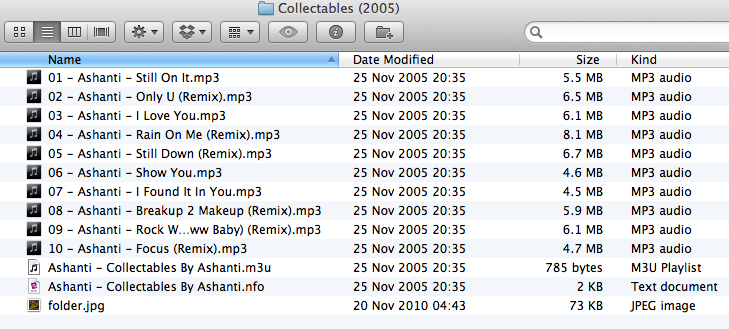 Collectables (2005)
Name Date Modified Size Kind
01 - Ashanti - Still On It.mp3 25 Nov 2005 20:35 5.5 MB MP3 audio
02 - Ashanti - Only U (Remix).mp3 25 Nov 2005 20:35 6.5 MB MP3 audio
03 - Ashanti - I Love You.mp3 25 Nov 2005 20:35 6.1 MB MP3 audio
04 - Ashanti - Rain On Me (Remix).mp3 25 Nov 2005 20:35 8.1 MB MP3 audio
05 - Ashanti - Still Down (Remix).mp3 25 Nov 2005 20:35 6.7 MB MP3 audio
06 - Ashanti - Show You.mp3 25 Nov 2005 20:35 4.6 MB MP3 audio
07 - Ashanti - I Found It In You.mp3 25 Nov 2005 20:35 4.5 MB MP3 audio
08 - Ashanti - Breakup 2 Makeup (Remix).mp3 25 Nov 2005 20:35 5.9 MB MP3 audio
09 - Ashanti - Rock W...ww Baby) (Remix).mp3 25 Nov 2005 20:35 6.1 MB MP3 audio
10 - Ashanti - Focus (Remix).mp3 25 Nov 2005 20:35 4.7 MB MP3 audio
Ashanti - Collectables By Ashanti.m3u 25 Nov 2005 20:35 785 bytes M3U Playlist
Ashanti - Collectables By Ashanti.nfo 25 Nov 2005 20:35 2 KB Text document
folder.jpg 20 Nov 2010 04:43 73 KB JPEG image